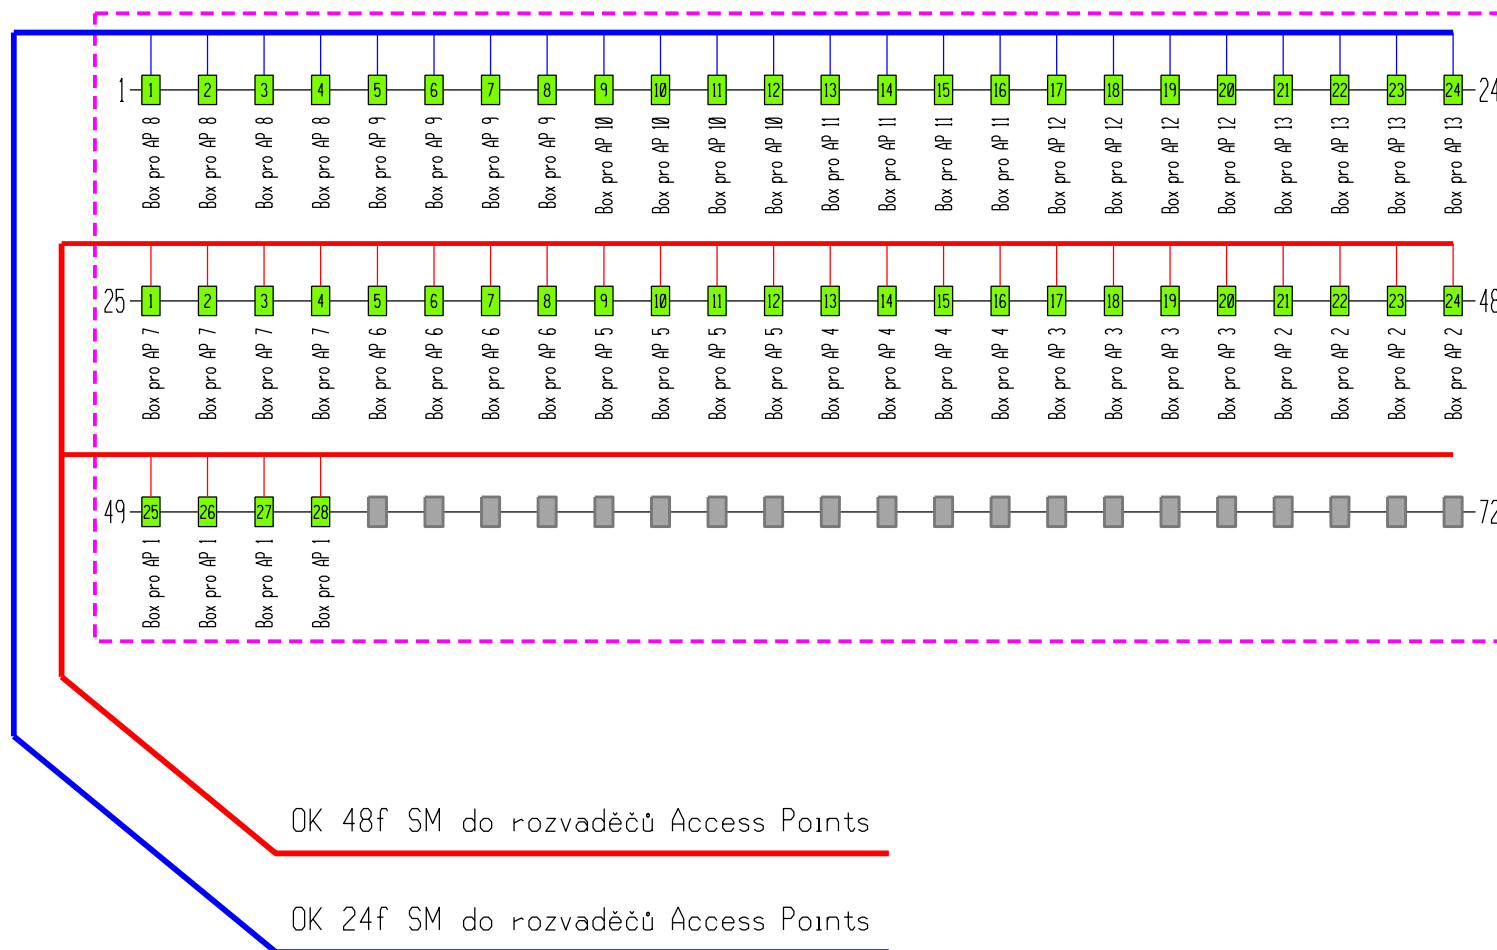 1 1 2 3 4 5 6 7 8 9 10 11 12 13 14 15 16 17 18 19 20 21 22 23 24 24
Box pro AP 8
Box pro AP 8
Box pro AP 8
Box pro AP 8
Box pro AP 9
Box pro AP 9
Box pro AP 9
Box pro AP 9
Box pro AP 10
Box pro AP 10
Box pro AP 10
Box pro AP 10
Box pro AP 11
Box pro AP 11
Box pro AP 11
Box pro AP 11
Box pro AP 12
Box pro AP 12
Box pro AP 12
Box pro AP 12
Box pro AP 13
Box pro AP 13
Box pro AP 13
Box pro AP 13
25 1 2 3 4 5 6 7 8 9 10 11 12 13 14 15 16 17 18 19 20 21 22 23 24 48
Box pro AP 7
Box pro AP 7
Box pro AP 7
Box pro AP 7
Box pro AP 6
Box pro AP 6
Box pro AP 6
Box pro AP 6
Box pro AP 5
Box pro AP 5
Box pro AP 5
Box pro AP 5
Box pro AP 4
Box pro AP 4
Box pro AP 4
Box pro AP 4
Box pro AP 3
Box pro AP 3
Box pro AP 3
Box pro AP 3
Box pro AP 2
Box pro AP 2
Box pro AP 2
Box pro AP 2
49 25 26 27 28 72
Box pro AP 1
Box pro AP 1
Box pro AP 1
Box pro AP 1
OK 48f SM do rozvaděčů Access Points
OK 24f SM do rozvaděčů Access Points